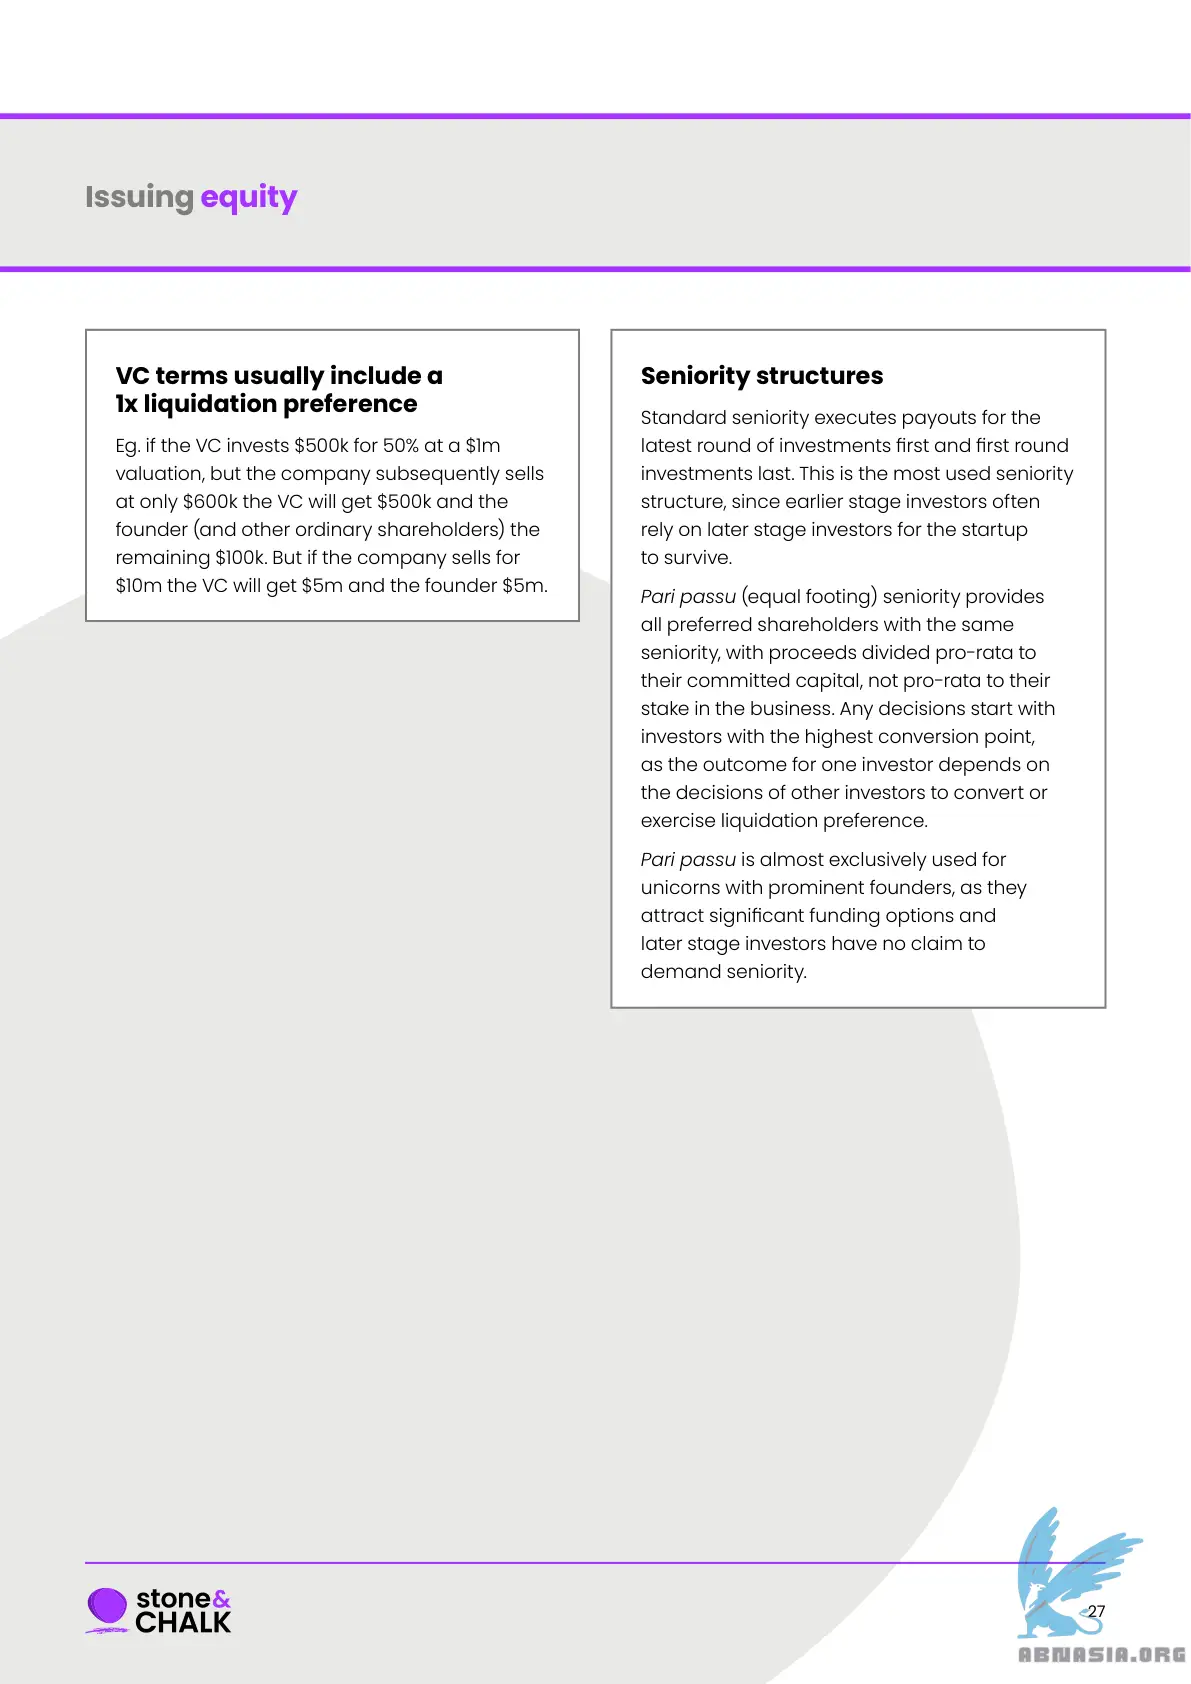 Issuing equity
VC terms usually include a
1x liquidation preference
Eg. if the VC invests $500k for 50% at a $1m
valuation, but the company subsequently sells
at only $600k the VC will get $500k and the
founder (and other ordinary shareholders) the
remaining $100k. But if the company sells for
$10m the VC will get $5m and the founder $5m.
Seniority structures
Standard seniority executes payouts for the
latest round of investments first and first round
investments last. This is the most used seniority
structure, since earlier stage investors often
rely on later stage investors for the startup
to survive.
Pari passu (equal footing) seniority provides
all preferred shareholders with the same
seniority, with proceeds divided pro-rata to
their committed capital, not pro-rata to their
stake in the business. Any decisions start with
investors with the highest conversion point,
as the outcome for one investor depends on
the decisions of other investors to convert or
exercise liquidation preference.
Pari passu is almost exclusively used for
unicorns with prominent founders, as they
attract significant funding options and
later stage investors have no claim to
demand seniority.
stone&
CHALK
27
ABNASIA.ORG